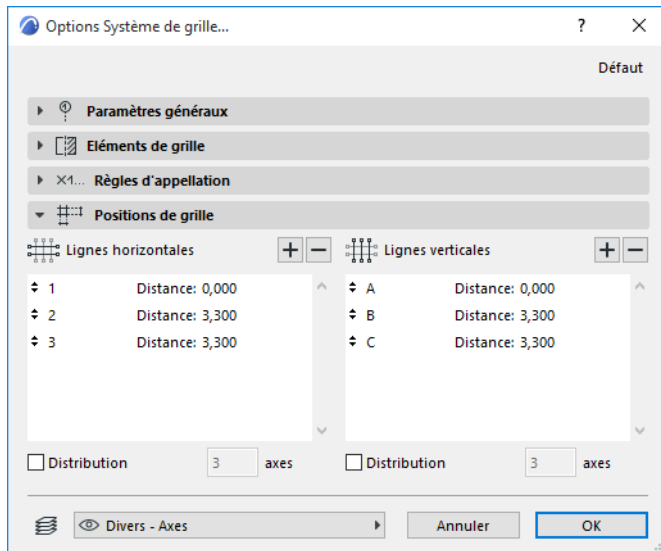 Options Système de grille...
?
Défaut
Paramètres généraux
Eléments de grille
X1... Règles d'appellation
Positions de grille
Lignes horizontales + −
Lignes verticales + −
1 Distance: 0,000
2 Distance: 3,300
3 Distance: 3,300
A Distance: 0,000
B Distance: 3,300
C Distance: 3,300
Distribution 3 axes
Distribution 3 axes
Divers - Axes
Annuler
OK